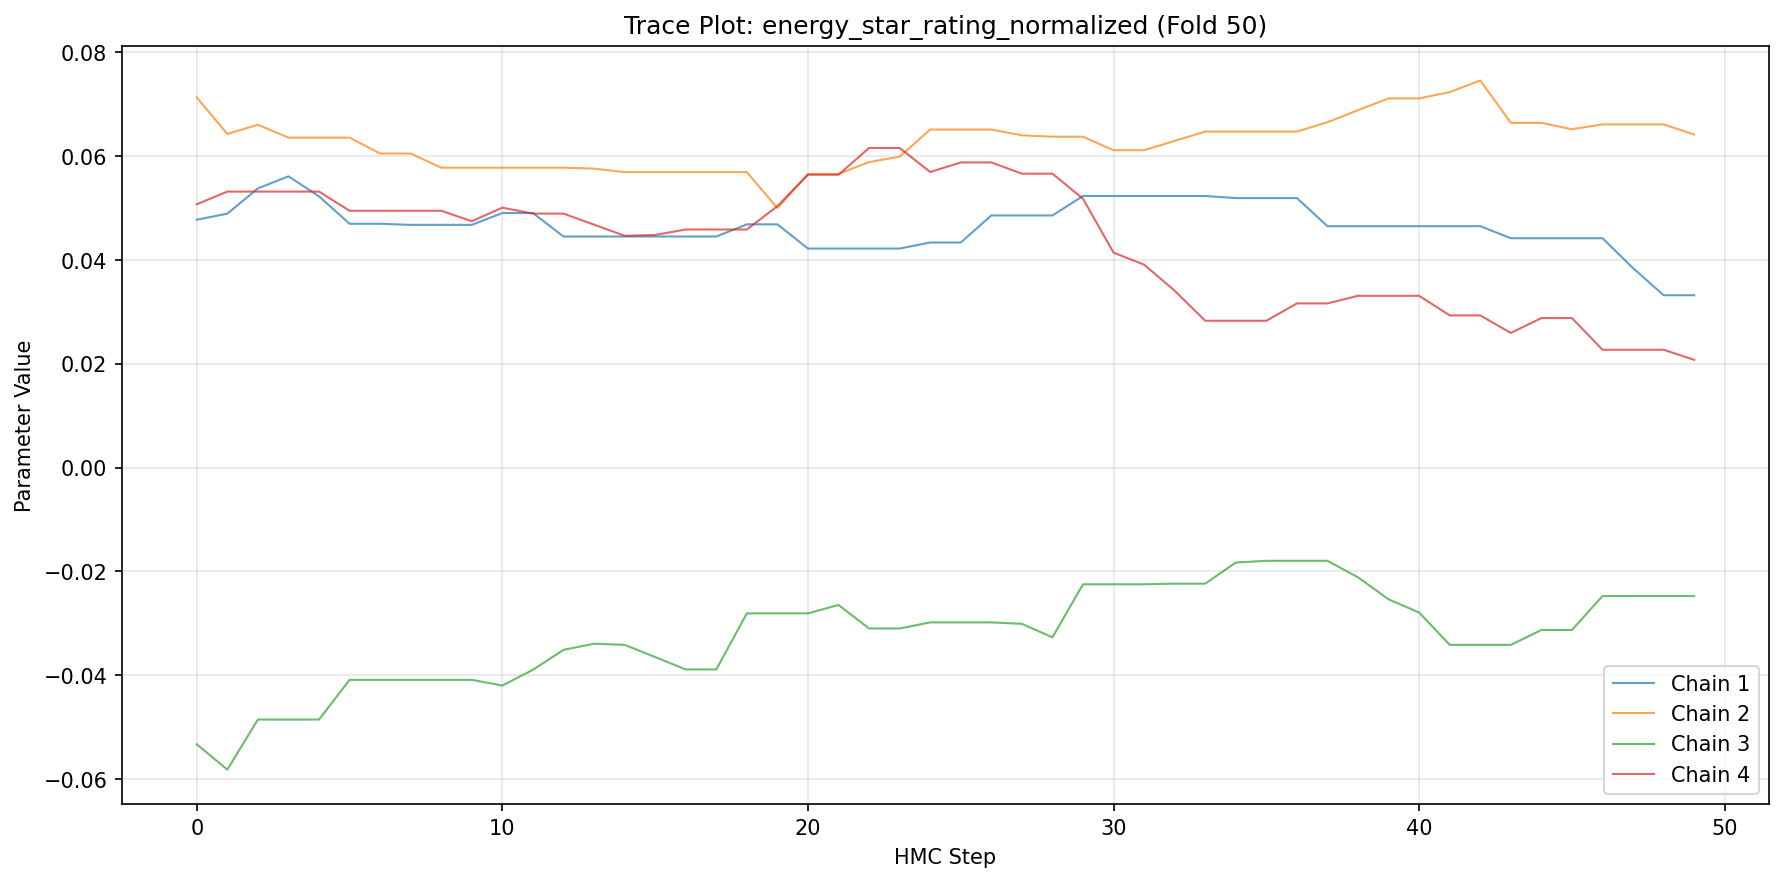 Trace Plot: energy_star_rating_normalized (Fold 50)
0.08
0.06
0.04
0.02
0.00
−0.02
−0.04
−0.06
Parameter Value
0 10 20 30 40 50
HMC Step
Chain 1
Chain 2
Chain 3
Chain 4